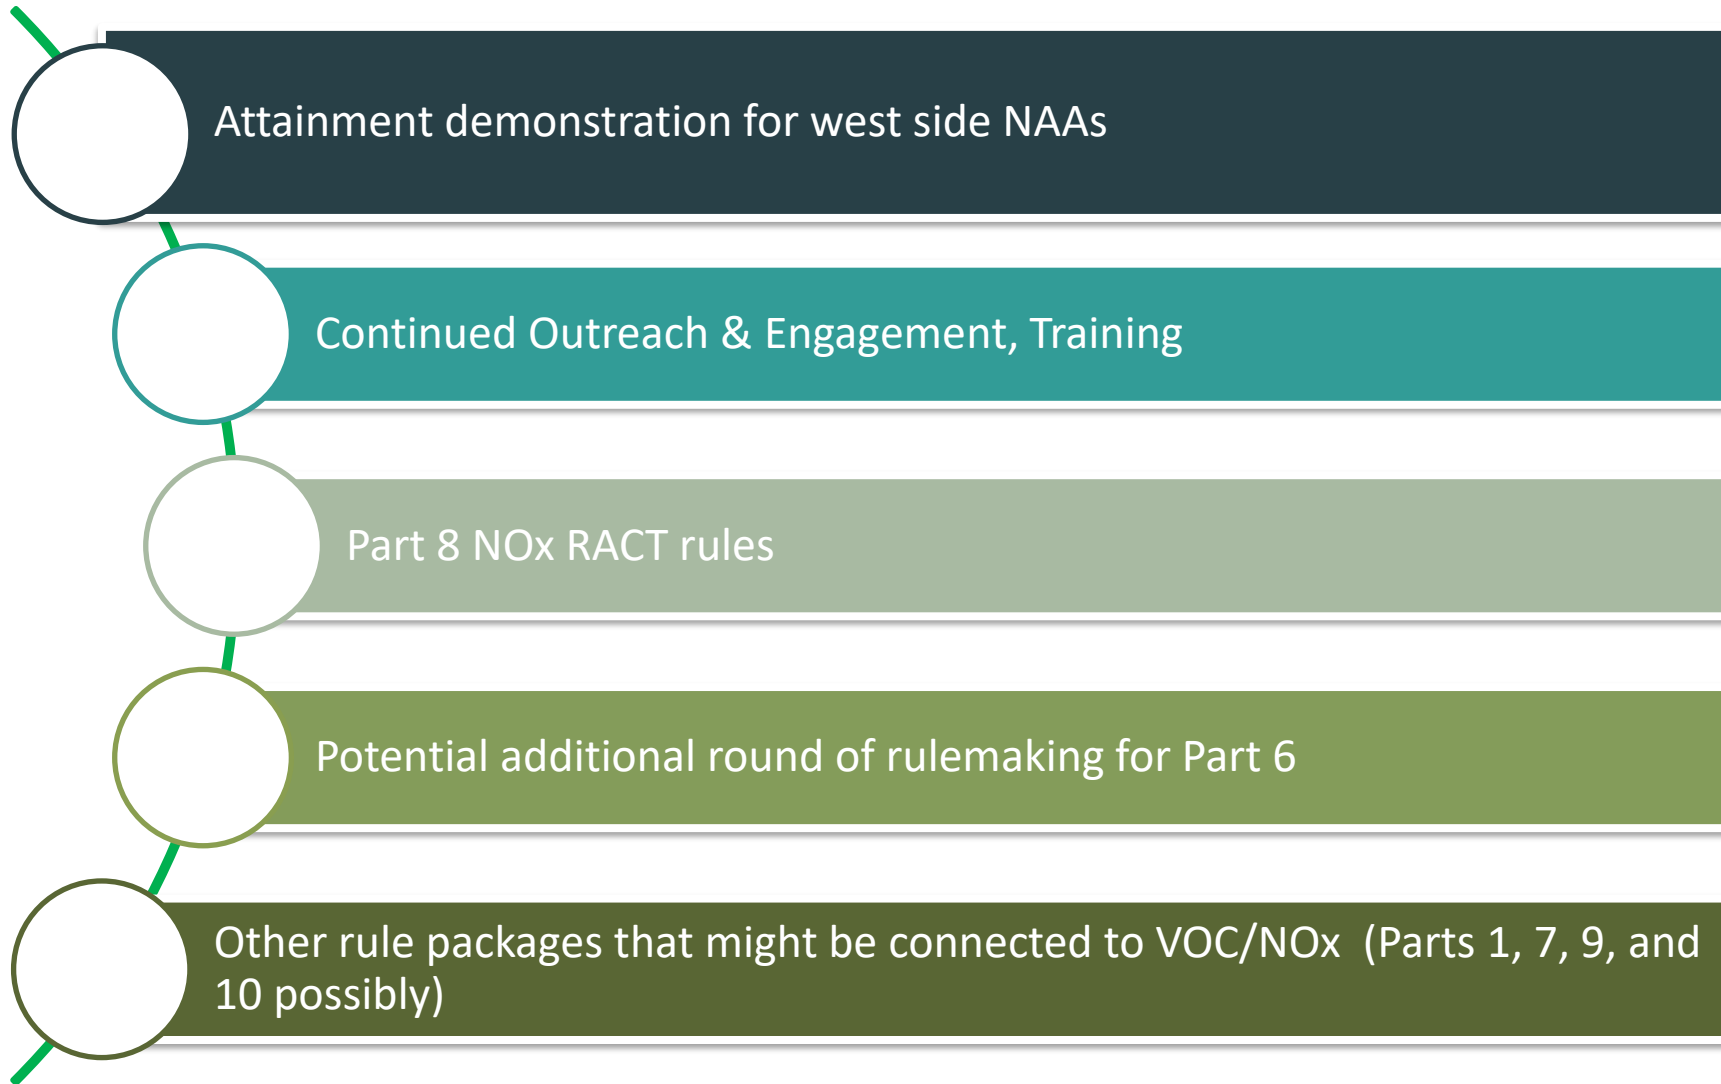 Attainment demonstration for west side NAAs
Continued Outreach & Engagement, Training
Part 8 NOx RACT rules
Potential additional round of rulemaking for Part 6
Other rule packages that might be connected to VOC/NOx  (Parts 1, 7, 9, and
10 possibly)